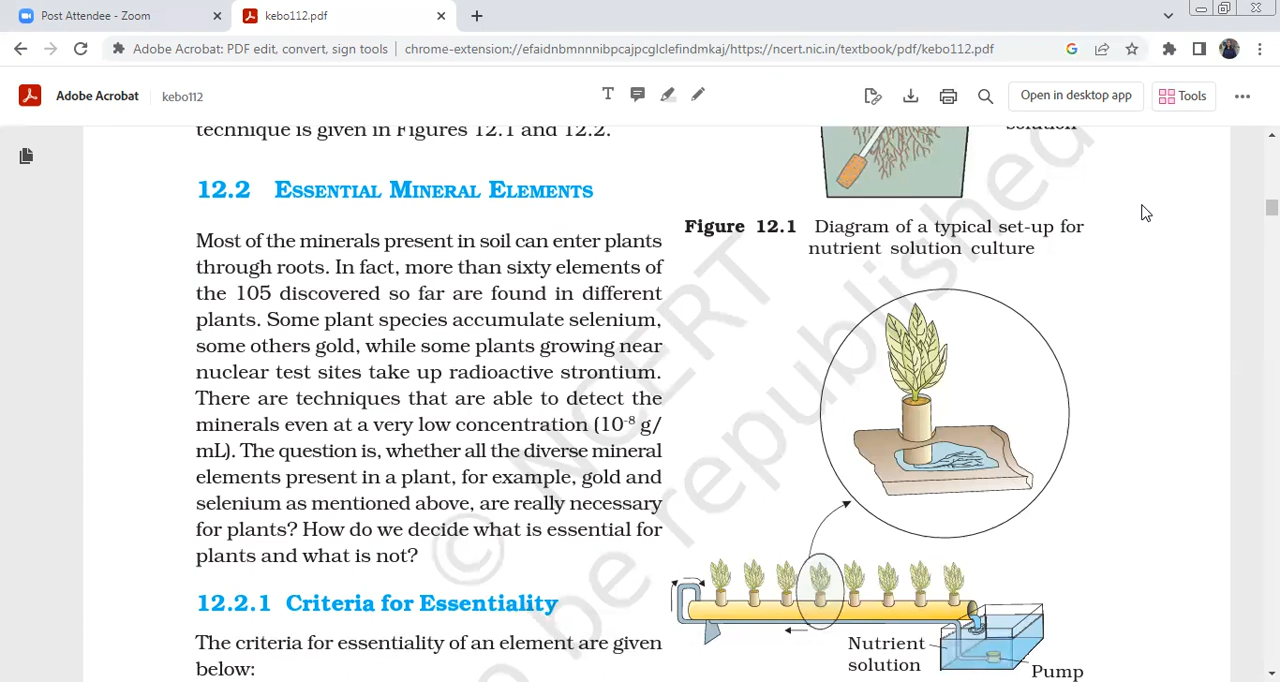 Post Attendee - Zoom
kebo112.pdf
Adobe Acrobat: PDF edit, convert, sign tools
chrome-extension://efaidnbmnnnibpcajpcglclefindmkaj/https://ncert.nic.in/textbook/pdf/kebo112.pdf
Adobe Acrobat
kebo112
Open in desktop app
Tools
technique is given in Figures 12.1 and 12.2.
12.2 ESSENTIAL MINERAL ELEMENTS
Most of the minerals present in soil can enter plants
through roots. In fact, more than sixty elements of
the 105 discovered so far are found in different
plants. Some plant species accumulate selenium,
some others gold, while some plants growing near
nuclear test sites take up radioactive strontium.
There are techniques that are able to detect the
minerals even at a very low concentration (10⁻⁸ g/
mL). The question is, whether all the diverse mineral
elements present in a plant, for example, gold and
selenium as mentioned above, are really necessary
for plants? How do we decide what is essential for
plants and what is not?
12.2.1 Criteria for Essentiality
The criteria for essentiality of an element are given
below:
solution
Figure 12.1 Diagram of a typical set-up for
nutrient solution culture
Nutrient
solution
Pump
© NCERT
be republished